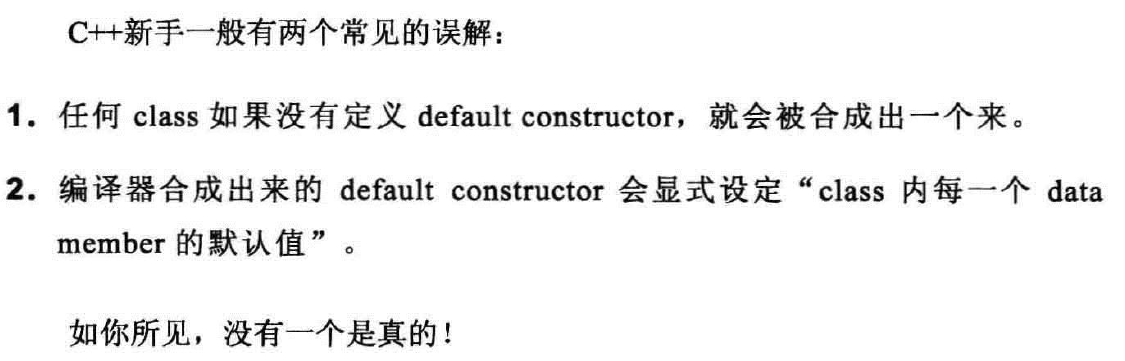 C++新手一般有两个常见的误解：
1. 任何 class 如果没有定义 default constructor，就会被合成出一个来。
2. 编译器合成出来的 default constructor 会显式设定“class 内每一个 data
member 的默认值”。
如你所见，没有一个是真的！